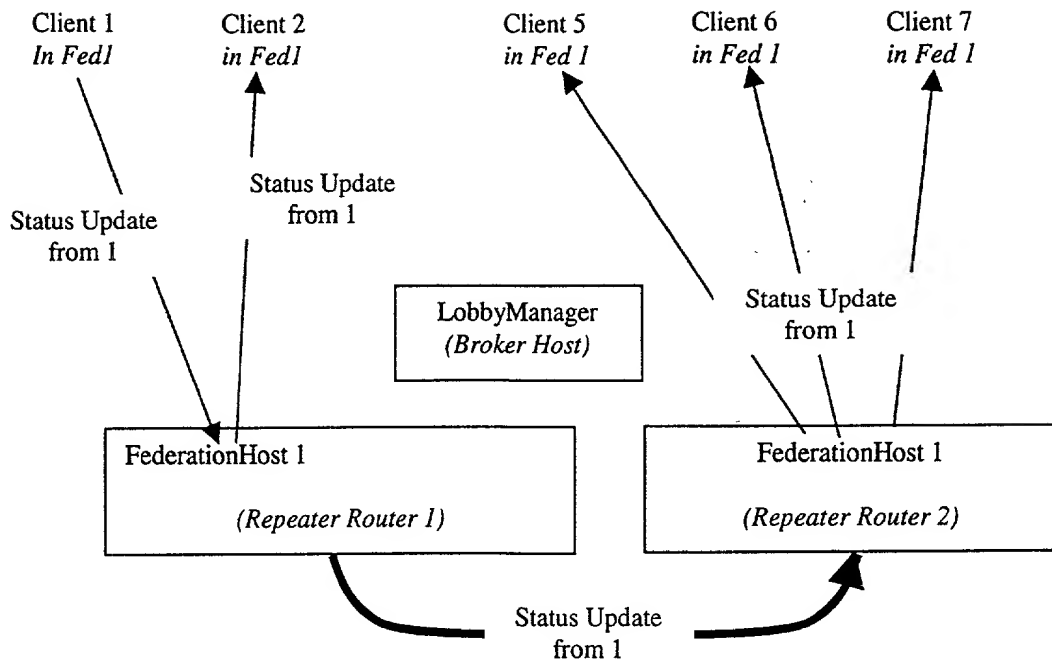 Client 1
In Fed1
Client 2
in Fed1
Client 5
in Fed 1
Client 6
in Fed 1
Client 7
in Fed 1
Status Update
from 1
Status Update
from 1
LobbyManager
(Broker Host)
Status Update
from 1
FederationHost 1
(Repeater Router 1)
FederationHost 1
(Repeater Router 2)
Status Update
from 1